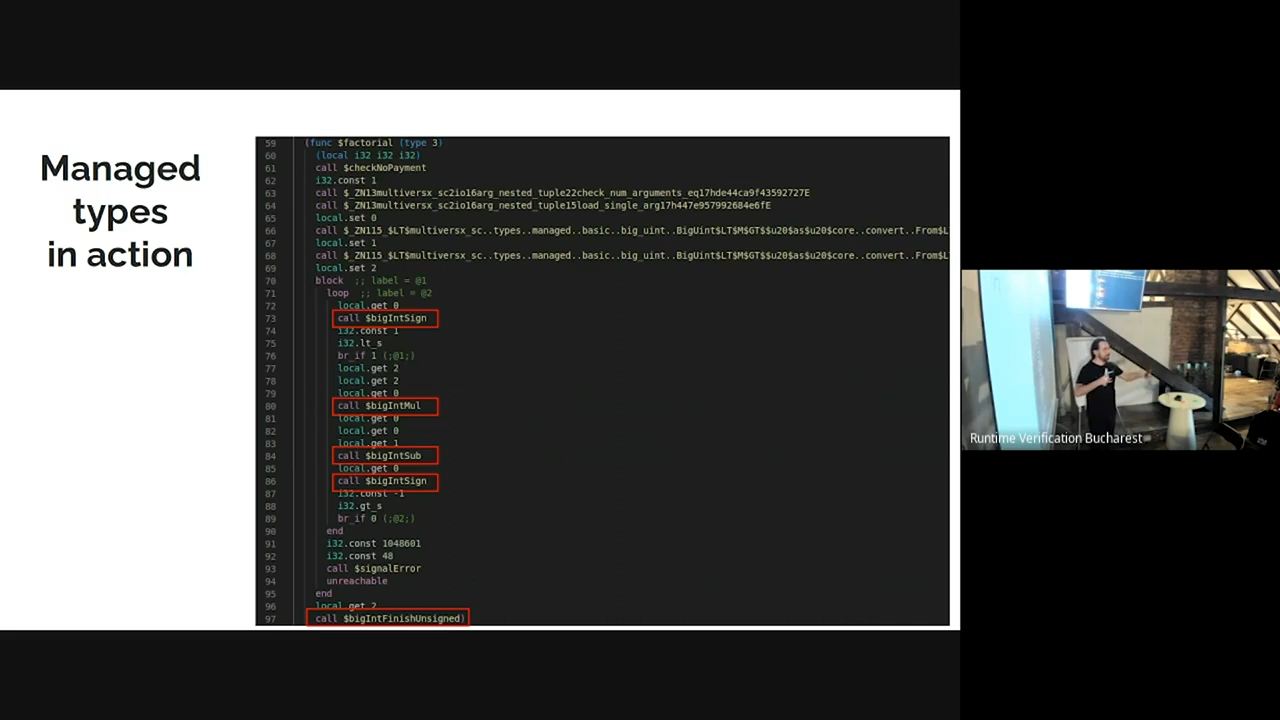 Managed
types
in action
59 (func $factorial (type 3)
60 (local i32 i32 i32)
61 call $checkNoPayment
62 i32.const 1
63 call $_ZN13multiversx_sc2io16arg_nested_tuple22check_num_arguments_eq17hde44ca9f43592727E
64 call $_ZN13multiversx_sc2io16arg_nested_tuple15load_single_arg17h447e957992684e6fE
65 local.set 0
66 call $_ZN115_$LT$multiversx_sc..types..managed..basic..big_uint..BigUint$LT$M$GT$$u20$as$u20$core..convert..From$L
67 local.set 1
68 call $_ZN115_$LT$multiversx_sc..types..managed..basic..big_uint..BigUint$LT$M$GT$$u20$as$u20$core..convert..From$L
69 local.set 2
70 block ;; label = @1
71 loop ;; label = @2
72 local.get 0
73 call $bigIntSign
74 i32.const 1
75 i32.lt_s
76 br_if 1 (;@1;)
77 local.get 2
78 local.get 2
79 local.get 0
80 call $bigIntMul
81 local.get 0
82 local.get 0
83 local.get 1
84 call $bigIntSub
85 local.get 0
86 call $bigIntSign
87 i32.const -1
88 i32.gt_s
89 br_if 0 (;@2;)
90 end
91 i32.const 1048601
92 i32.const 48
93 call $signalError
94 unreachable
95 end
96 local.get 2
97 call $bigIntFinishUnsigned)
Runtime Verification Bucharest